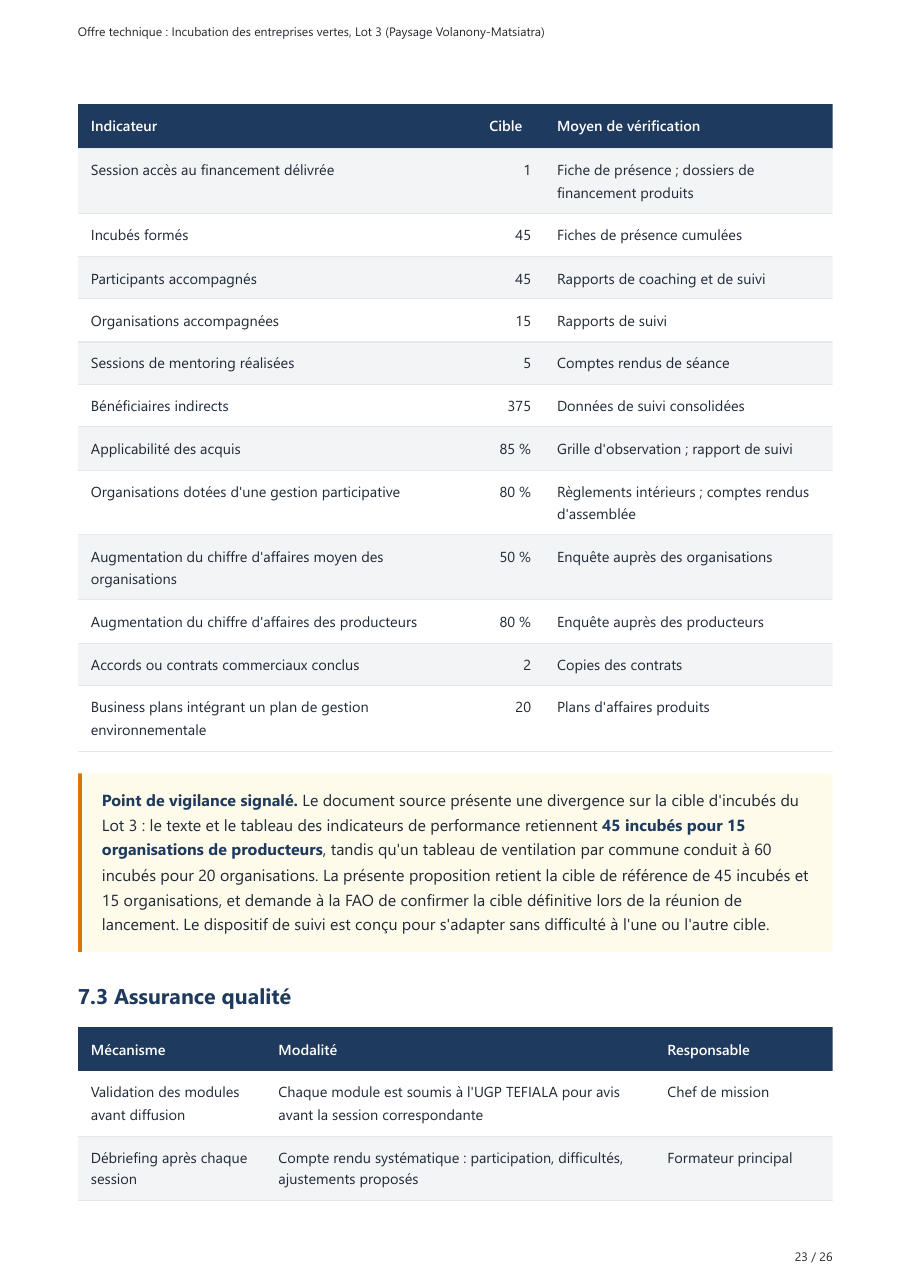 Offre technique : Incubation des entreprises vertes, Lot 3 (Paysage Volanony-Matsiatra)
Indicateur Cible Moyen de vérification
Session accès au financement délivrée 1 Fiche de présence ; dossiers de
financement produits
Incubés formés 45 Fiches de présence cumulées
Participants accompagnés 45 Rapports de coaching et de suivi
Organisations accompagnées 15 Rapports de suivi
Sessions de mentoring réalisées 5 Comptes rendus de séance
Bénéficiaires indirects 375 Données de suivi consolidées
Applicabilité des acquis 85 % Grille d'observation ; rapport de suivi
Organisations dotées d'une gestion participative 80 % Règlements intérieurs ; comptes rendus
d'assemblée
Augmentation du chiffre d'affaires moyen des 50 % Enquête auprès des organisations
organisations
Augmentation du chiffre d'affaires des producteurs 80 % Enquête auprès des producteurs
Accords ou contrats commerciaux conclus 2 Copies des contrats
Business plans intégrant un plan de gestion 20 Plans d'affaires produits
environnementale
Point de vigilance signalé. Le document source présente une divergence sur la cible d'incubés du
Lot 3 : le texte et le tableau des indicateurs de performance retiennent 45 incubés pour 15
organisations de producteurs, tandis qu'un tableau de ventilation par commune conduit à 60
incubés pour 20 organisations. La présente proposition retient la cible de référence de 45 incubés et
15 organisations, et demande à la FAO de confirmer la cible définitive lors de la réunion de
lancement. Le dispositif de suivi est conçu pour s'adapter sans difficulté à l'une ou l'autre cible.
7.3 Assurance qualité
Mécanisme Modalité Responsable
Validation des modules Chaque module est soumis à l'UGP TEFIALA pour avis Chef de mission
avant diffusion avant la session correspondante
Débriefing après chaque Compte rendu systématique : participation, difficultés, Formateur principal
session ajustements proposés
23 / 26